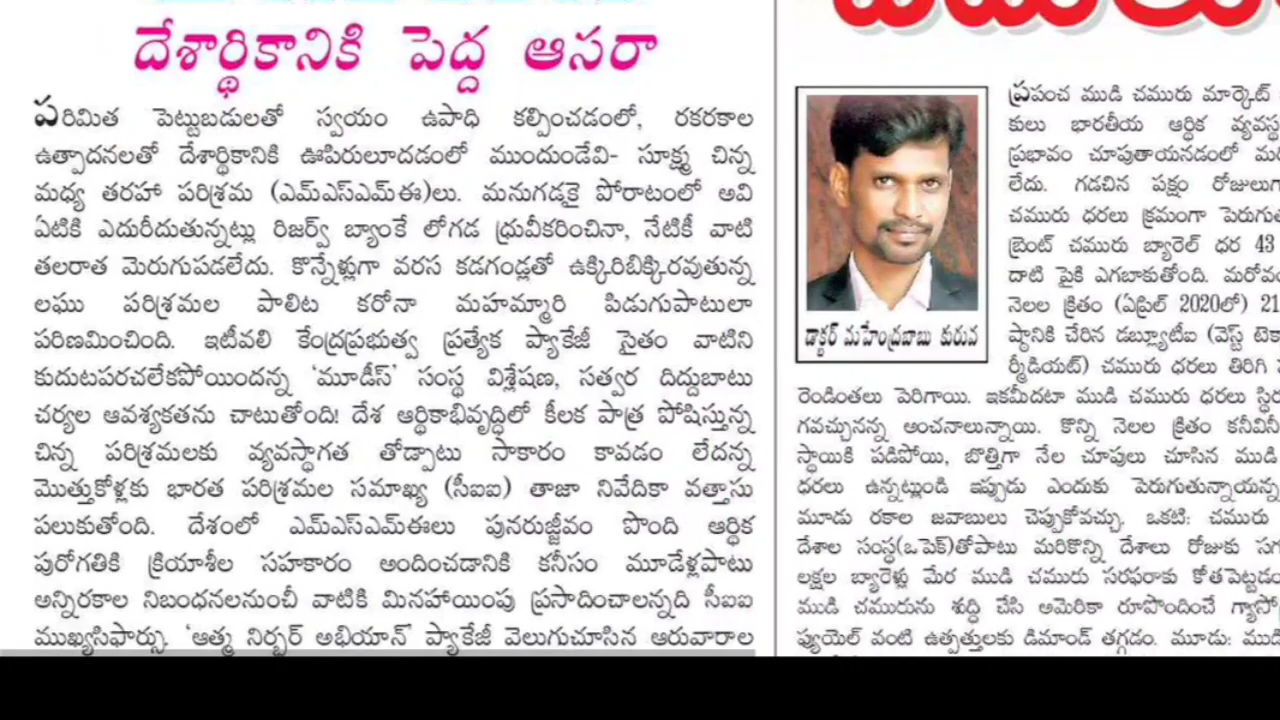 దేశార్థికానికి పెద్ద ఆసరా
పరిమిత పెట్టుబడులతో స్వయం ఉపాధి కల్పించడంలో, రకరకాల
ఉత్పాదనలతో దేశార్థికానికి ఊపిరులూదడంలో ముందుండేవి- సూక్ష్మ చిన్న
మధ్య తరహా పరిశ్రమ (ఎమ్ఎస్ఎమ్ఈ)లు. మనుగడకై పోరాటంలో అవి
ఏటికి ఎదురీదుతున్నట్లు రిజర్వ్ బ్యాంకే లోగడ ధ్రువీకరించినా, నేటికీ వాటి
తలరాత మెరుగుపడలేదు. కొన్నేళ్లుగా వరస కడగండ్లతో ఉక్కిరిబిక్కిరవుతున్న
లఘు పరిశ్రమల పాలిట కరోనా మహమ్మారి పిడుగుపాటులా
పరిణమించింది. ఇటీవలి కేంద్రప్రభుత్వ ప్రత్యేక ప్యాకేజీ సైతం వాటిని
కుదుటపరచలేకపోయిందన్న ‘మూడీస్’ సంస్థ విశ్లేషణ, సత్వర దిద్దుబాటు
చర్యల ఆవశ్యకతను చాటుతోంది! దేశ ఆర్థికాభివృద్ధిలో కీలక పాత్ర పోషిస్తున్న
చిన్న పరిశ్రమలకు వ్యవస్థాగత తోడ్పాటు సాకారం కావడం లేదన్న
మొత్తుకోళ్లకు భారత పరిశ్రమల సమాఖ్య (సీఐఐ) తాజా నివేదికా వత్తాసు
పలుకుతోంది. దేశంలో ఎమ్ఎస్ఎమ్ఈలు పునరుజ్జీవం పొంది ఆర్థిక
పురోగతికి క్రియాశీల సహకారం అందించడానికి కనీసం మూడేళ్లపాటు
అన్నిరకాల నిబంధనలనుంచీ వాటికి మినహాయింపు ప్రసాదించాలన్నది సీఐఐ
ముఖ్యసిఫార్సు. ‘ఆత్మ నిర్భర్ అభియాన్’ ప్యాకేజీ వెలుగుచూసిన ఆరువారాల
డాక్టర్ మహేంద్రబాబు కురువ
ప్రపంచ ముడి చమురు మార్కెట్
కులు భారతీయ ఆర్థిక
ప్రభావం చూపుతాయనడంలో
లేదు. గడచిన పక్షం
చమురు ధరలు క్రమంగా
బ్రెంట్ చమురు బ్యారెల్ ధర 43
దాటి పైకి ఎగబాకుతోంది.
నెలల క్రితం (ఏప్రిల్ 2020లో) 21
ష్ఠానికి చేరిన డబ్ల్యూటీఐ (వెస్ట్
ర్మీడియట్) చమురు ధరలు తిరిగి
రెండింతలు పెరిగాయి. ఇకమీదటా ముడి చమురు ధరలు
గవచ్చునన్న అంచనాలున్నాయి. కొన్ని నెలల క్రితం
స్థాయికి పడిపోయి, బొత్తిగా నేల చూపులు చూసిన ముడి
ధరలు ఉన్నట్లుండి ఇప్పుడు ఎందుకు
మూడు రకాల జవాబులు చెప్పుకోవచ్చు. ఒకటి: చమురు
దేశాల సంస్థ(ఒపెక్)తోపాటు మరికొన్ని దేశాలు రోజుకు
లక్షల బ్యారెళ్లు మేర ముడి చమురు సరఫరాకు
ముడి చమురును శుద్ధి చేసి అమెరికా రూపొందించే
ఫ్యుయెల్ వంటి ఉత్పత్తులకు డిమాండ్ తగ్గడం. మూడు: